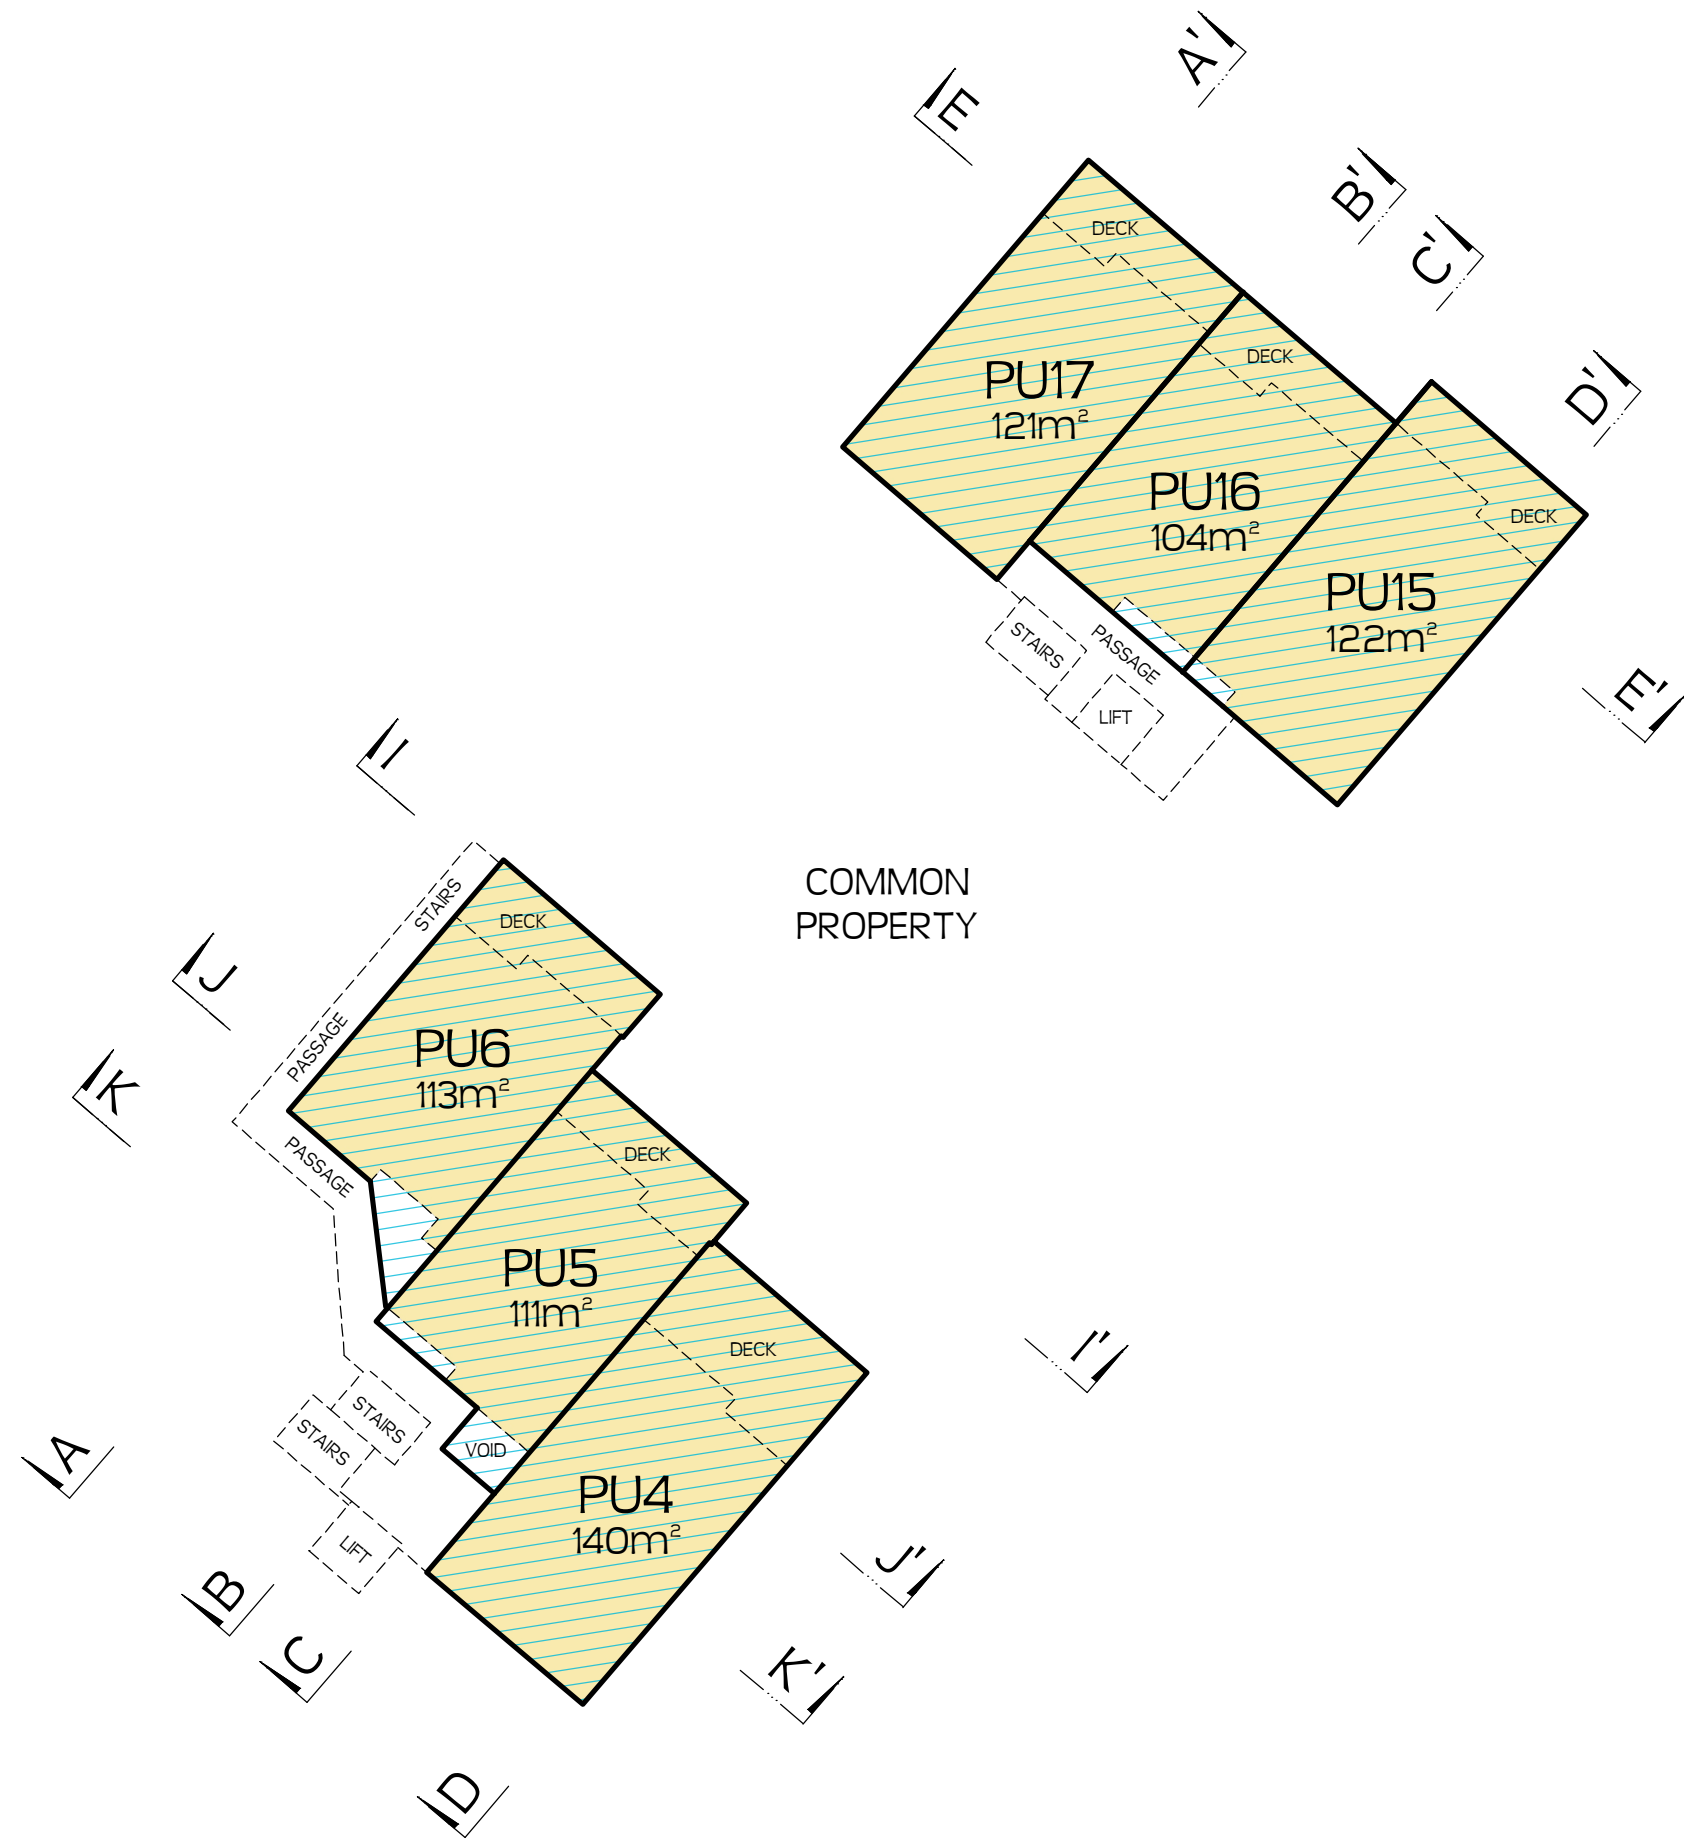 A'
E
B'
C'
DECK
PU17
121m²
DECK
D'
PU16
104m²
DECK
PU15
122m²
STAIRS
PASSAGE
LIFT
E'
I
COMMON
PROPERTY
STAIRS
DECK
J
PASSAGE
PU6
113m²
K
PASSAGE
DECK
PU5
111m²
I'
DECK
STAIRS
STAIRS
VOID
A
PU4
140m²
LIFT
J'
B
C
K'
D